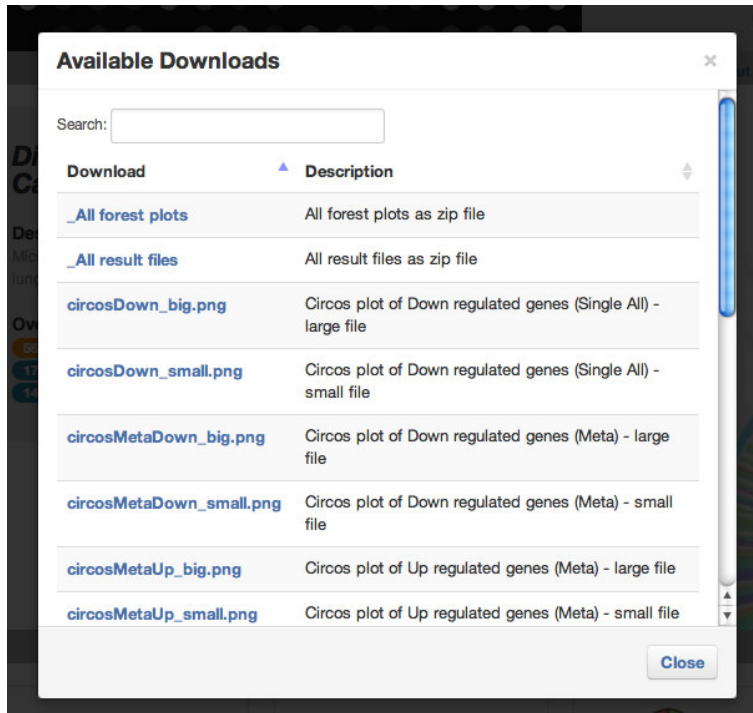 Available Downloads
×
Search:
Download Description
_All forest plots All forest plots as zip file
_All result files All result files as zip file
circosDown_big.png Circos plot of Down regulated genes (Single All) -
large file
circosDown_small.png Circos plot of Down regulated genes (Single All) -
small file
circosMetaDown_big.png Circos plot of Down regulated genes (Meta) - large
file
circosMetaDown_small.png Circos plot of Down regulated genes (Meta) - small
file
circosMetaUp_big.png Circos plot of Up regulated genes (Meta) - large file
circosMetaUp_small.png Circos plot of Up regulated genes (Meta) - small file
Close